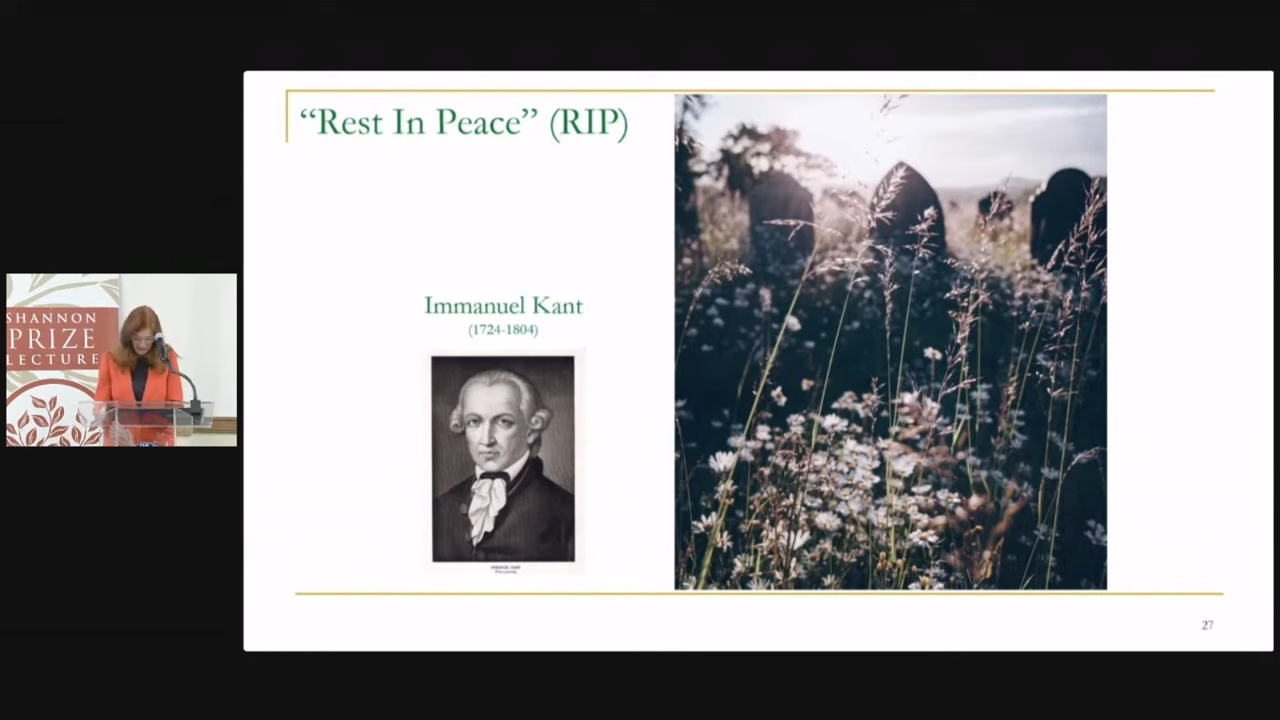 “Rest In Peace” (RIP)
Immanuel Kant
(1724-1804)
SHANNON
PRIZE
LECTURE
27